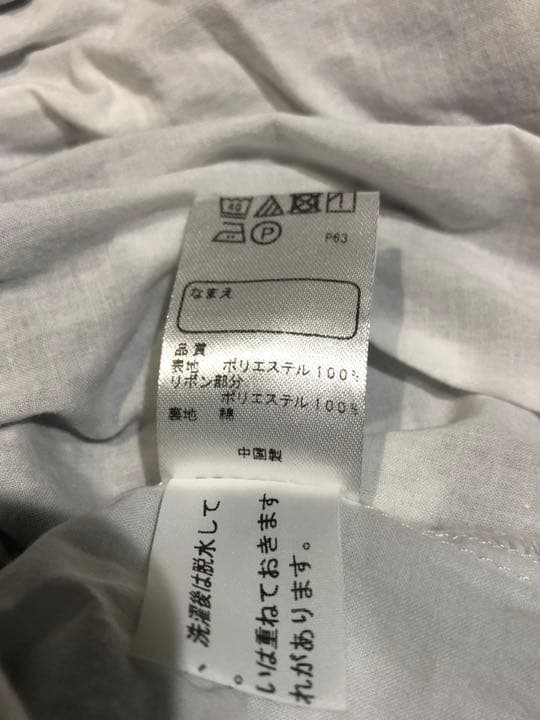 40
P
P63
なまえ
品質
表地 ポリエステル100%
リボン部分
ポリエステル100%
裏地 綿
中国製
、洗濯後は脱水して
。
いは重ねておきます
れがあります。